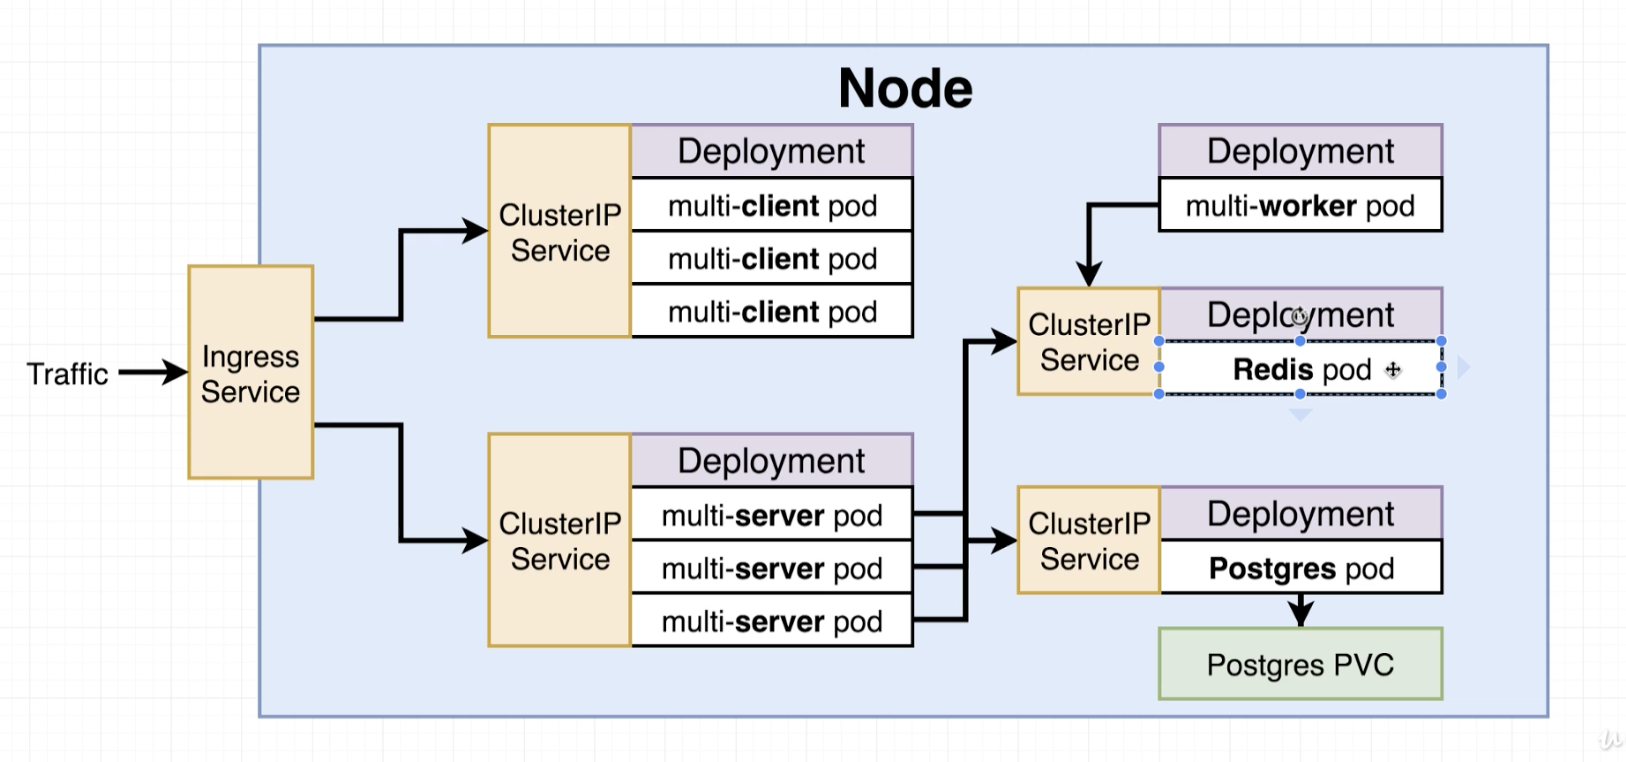 Node
Traffic
Ingress
Service
ClusterIP
Service
Deployment
multi-client pod
multi-client pod
multi-client pod
ClusterIP
Service
Deployment
multi-server pod
multi-server pod
multi-server pod
Deployment
multi-worker pod
ClusterIP
Service
Deployment
Redis pod
ClusterIP
Service
Deployment
Postgres pod
Postgres PVC